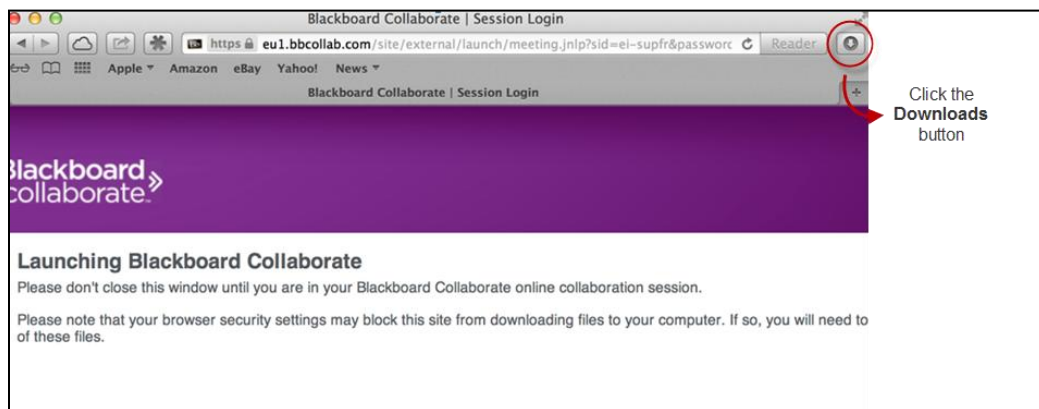 Blackboard Collaborate | Session Login
https eu1.bbcollab.com/site/external/launch/meeting.jnlp?sid=ei-supfr&passworc Reader
Apple Amazon eBay Yahoo! News
Blackboard Collaborate | Session Login
Click the
Downloads
button
Blackboard
collaborate
Launching Blackboard Collaborate
Please don't close this window until you are in your Blackboard Collaborate online collaboration session.
Please note that your browser security settings may block this site from downloading files to your computer. If so, you will need to
of these files.